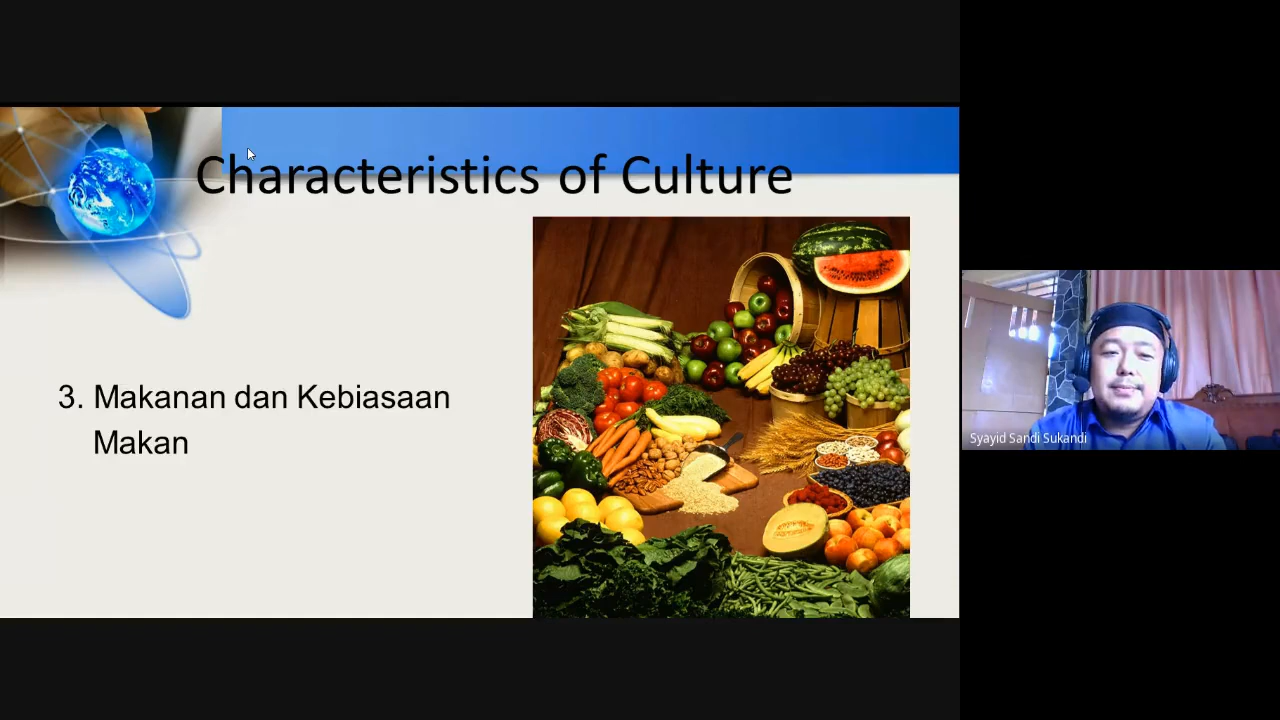 Characteristics of Culture
3. Makanan dan Kebiasaan
Makan
Syayid Sandi Sukandi